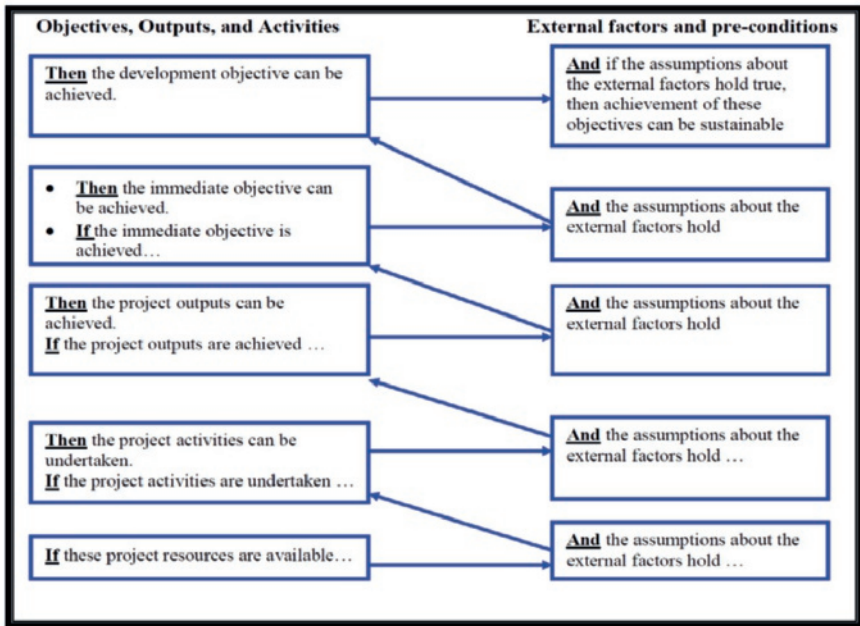 Objectives, Outputs, and Activities
External factors and pre-conditions
Then the development objective can be
achieved.
And if the assumptions about
the external factors hold true,
then achievement of these
objectives can be sustainable
• Then the immediate objective can
be achieved.
• If the immediate objective is
achieved…
And the assumptions about the
external factors hold
Then the project outputs can be
achieved.
If the project outputs are achieved …
And the assumptions about the
external factors hold
Then the project activities can be
undertaken.
If the project activities are undertaken …
And the assumptions about the
external factors hold …
If these project resources are available…
And the assumptions about the
external factors hold …